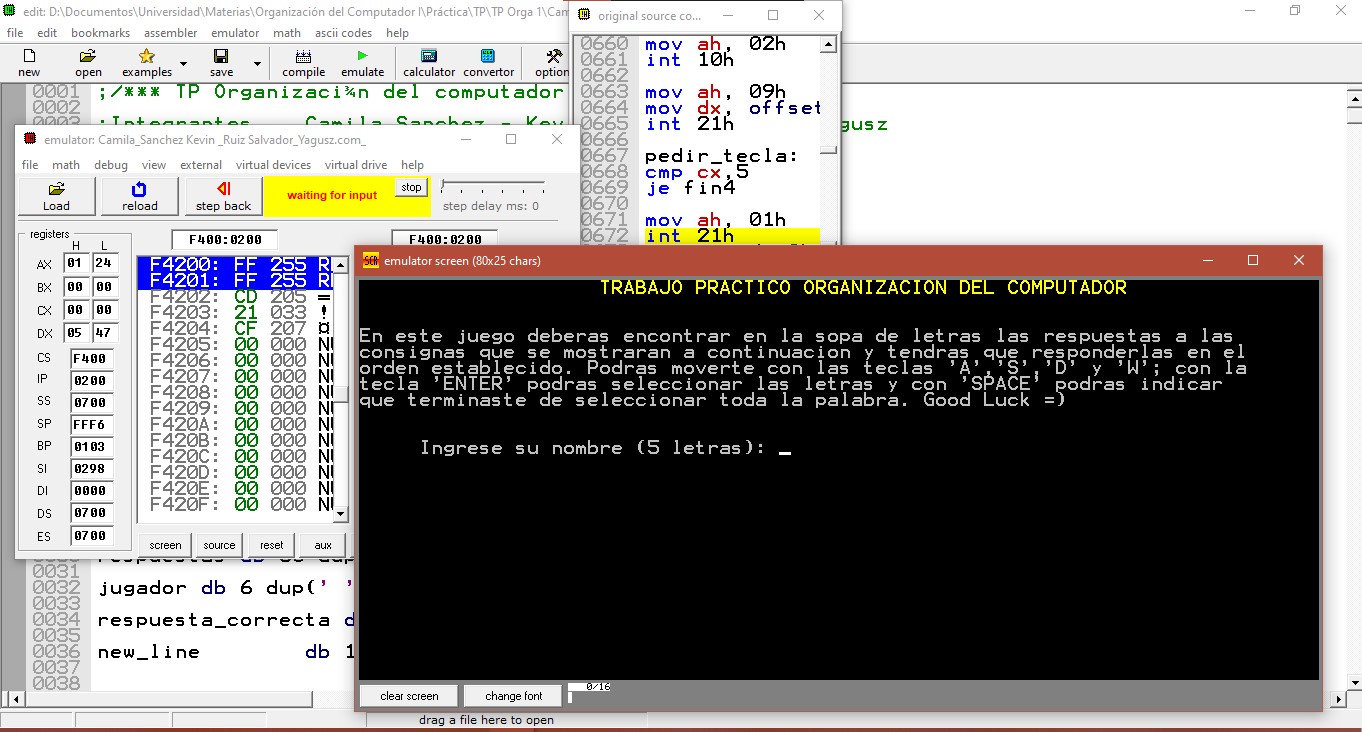 edit: D:\Documentos\Universidad\Materias\Organización del Computador I\Práctica\TP\TP Orga 1\Cam
file edit bookmarks assembler emulator math ascii codes help
new open examples save compile emulate calculator convertor option
0001 ;/*** TP Organizaci¾n del computador
0002
;Integrantes Camila Sanchez - Kev
agusz
original source co...
0660 mov ah, 02h
0661 int 10h
0662
0663 mov ah, 09h
0664 mov dx, offset
0665 int 21h
0666
0667 pedir_tecla:
0668 cmp cx,5
0669 je fin4
0670
0671 mov ah, 01h
0672 int 21h
emulator: Camila_Sanchez Kevin _Ruiz Salvador_Yagusz.com_
file math debug view external virtual devices virtual drive help
Load reload step back waiting for input stop step delay ms: 0
registers F400:0200 F400:0200
H L
AX 01 24
BX 00 00
CX 00 00
DX 05 47
CS F400
IP 0200
SS 0700
SP FFF6
BP 0103
SI 0298
DI 0000
DS 0700
ES 0700
F4200: FF 255 R
F4201: FF 255 R
F4202: CD 205 =
F4203: 21 033 !
F4204: CF 207 ¤
F4205: 00 000 NU
F4206: 00 000 NU
F4207: 00 000 NU
F4208: 00 000 NU
F4209: 00 000 NU
F420A: 00 000 NU
F420B: 00 000 NU
F420C: 00 000 NU
F420D: 00 000 NU
F420E: 00 000 NU
F420F: 00 000 NU
screen source reset aux
emulator screen (80x25 chars)
TRABAJO PRACTICO ORGANIZACION DEL COMPUTADOR
En este juego deberas encontrar en la sopa de letras las respuestas a las
consignas que se mostraran a continuacion y tendras que responderlas en el
orden establecido. Podras moverte con las teclas 'A','S','D' y 'W'; con la
tecla 'ENTER' podras seleccionar las letras y con 'SPACE' podras indicar
que terminaste de seleccionar toda la palabra. Good Luck =)
Ingrese su nombre (5 letras): _
clear screen change font 0/16
0031
0032 jugador db 6 dup(' '
0033
0034 respuesta_correcta d
0035
0036 new_line db 1
0037
0038
drag a file here to open